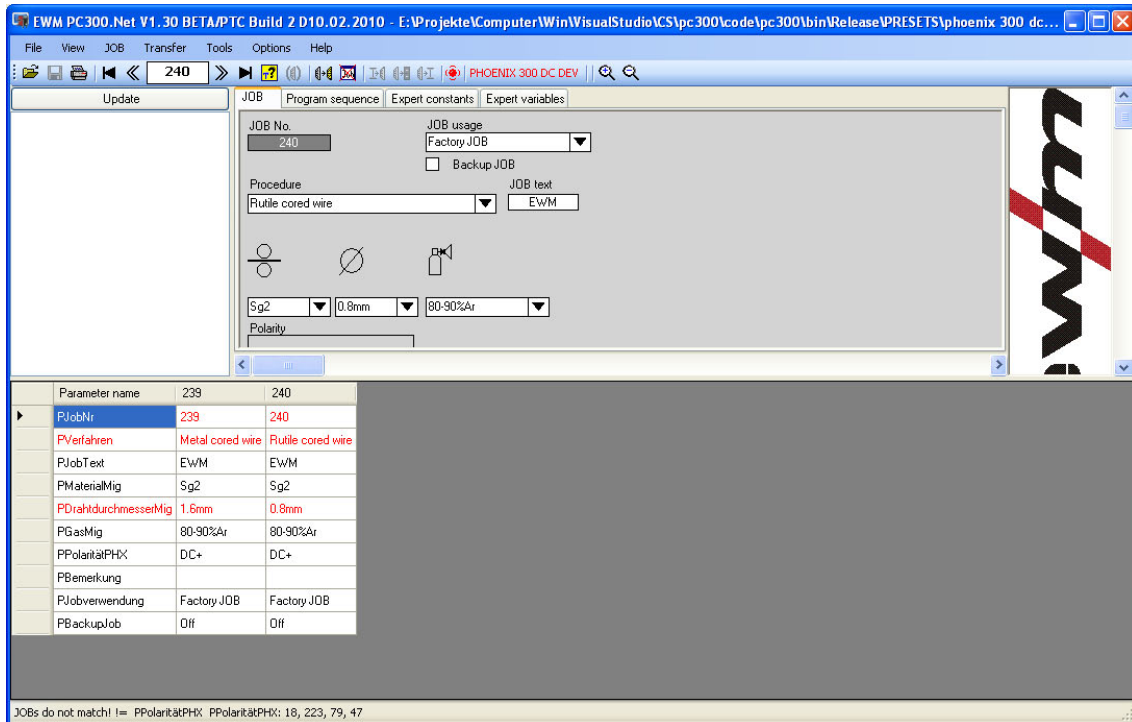 EWM PC300.Net V1.30 BETA/PTC Build 2 D10.02.2010 - E:\Projekte\Computer\Win\VisualStudio\CS\pc300\code\pc300\bin\Release\PRESETS\phoenix 300 dc...
File View JOB Transfer Tools Options Help
240 PHOENIX 300 DC DEV
Update
JOB Program sequence Expert constants Expert variables
JOB No. JOB usage
240 Factory JOB
Backup JOB
Procedure JOB text
Rutile cored wire EWM
Sg2 0.8mm 80-90%Ar
Polarity
ewm
Parameter name 239 240
PJobNr 239 240
PVerfahren Metal cored wire Rutile cored wire
PJobText EWM EWM
PMaterialMig Sg2 Sg2
PDrahtdurchmesserMig 1.6mm 0.8mm
PGasMig 80-90%Ar 80-90%Ar
PPolaritätPHX DC+ DC+
PBemerkung
PJobverwendung Factory JOB Factory JOB
PBackupJob Off Off
JOBs do not match! != PPolaritätPHX PPolaritätPHX: 18, 223, 79, 47